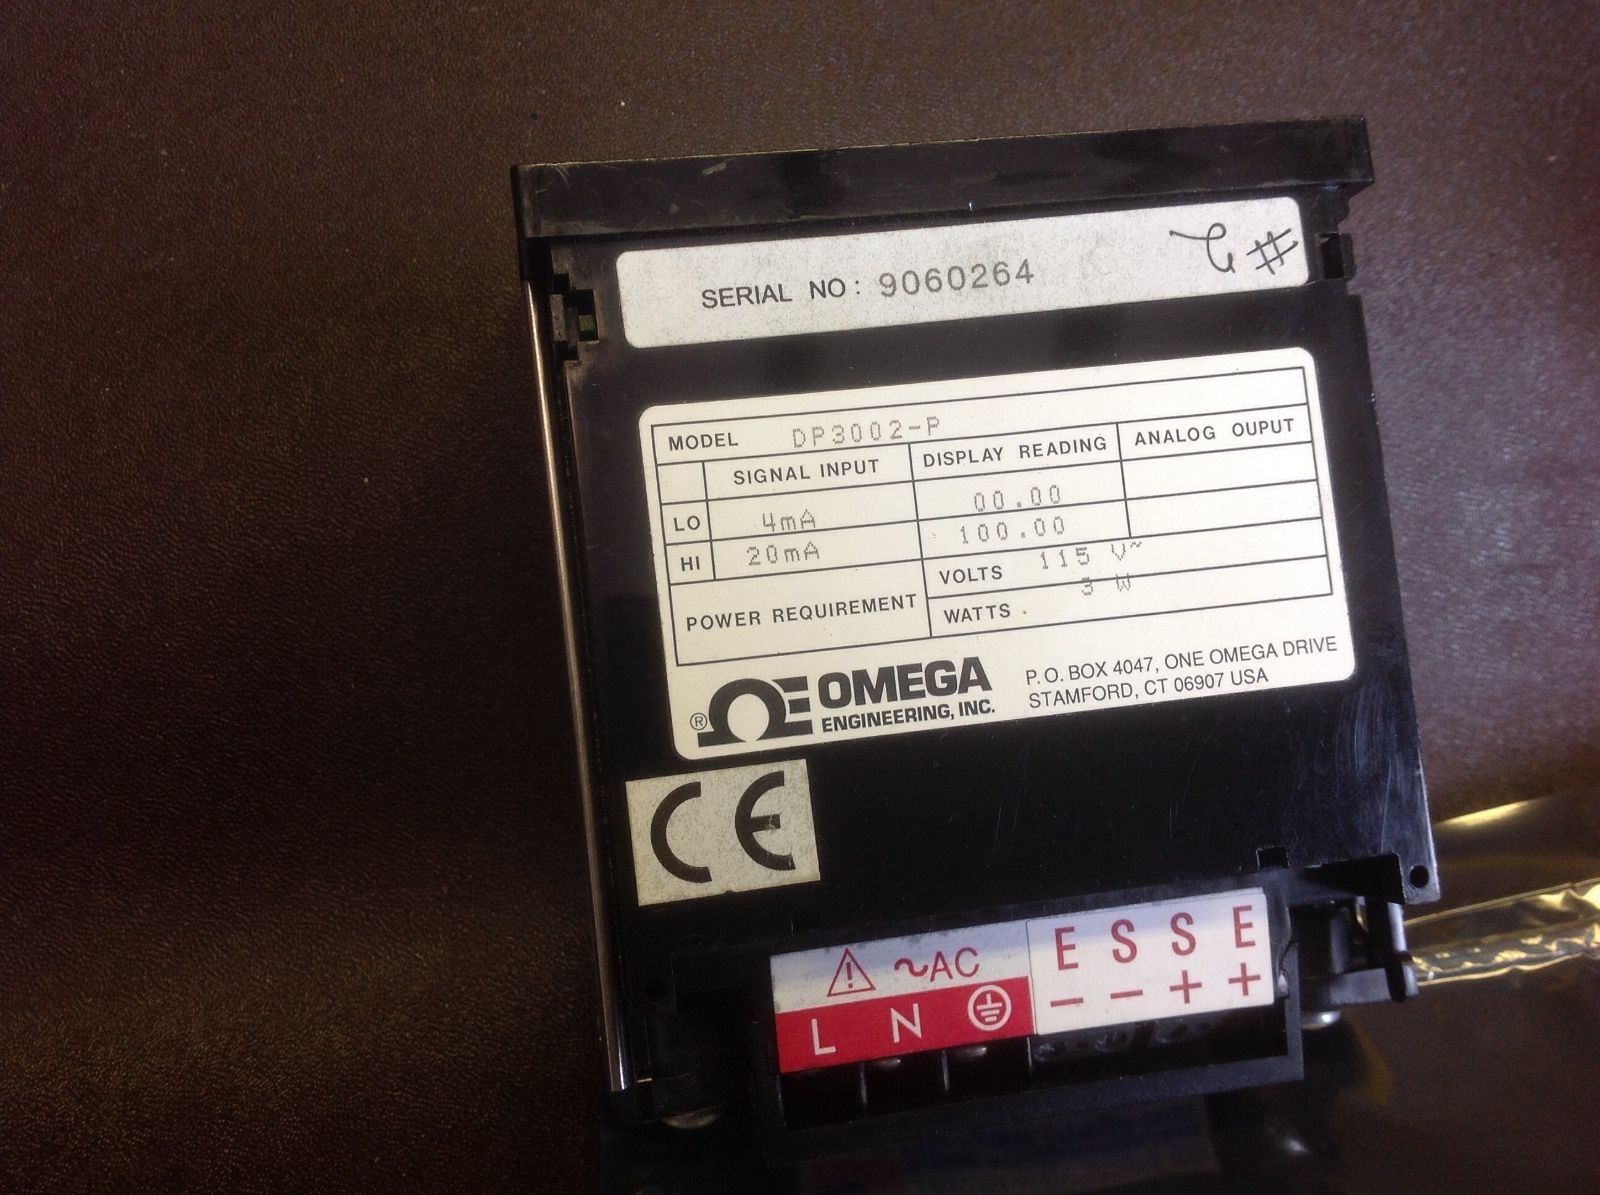 SERIAL NO: 9060264
MODEL DP3002-P
SIGNAL INPUT DISPLAY READING ANALOG OUPUT
LO 4mA 00.00
HI 20mA 100.00
POWER REQUIREMENT
VOLTS 115 V~
WATTS 3 W
® OMEGA
ENGINEERING, INC.
P. O. BOX 4047, ONE OMEGA DRIVE
STAMFORD, CT 06907 USA
CE
~AC
L N
E S S E
− − + +